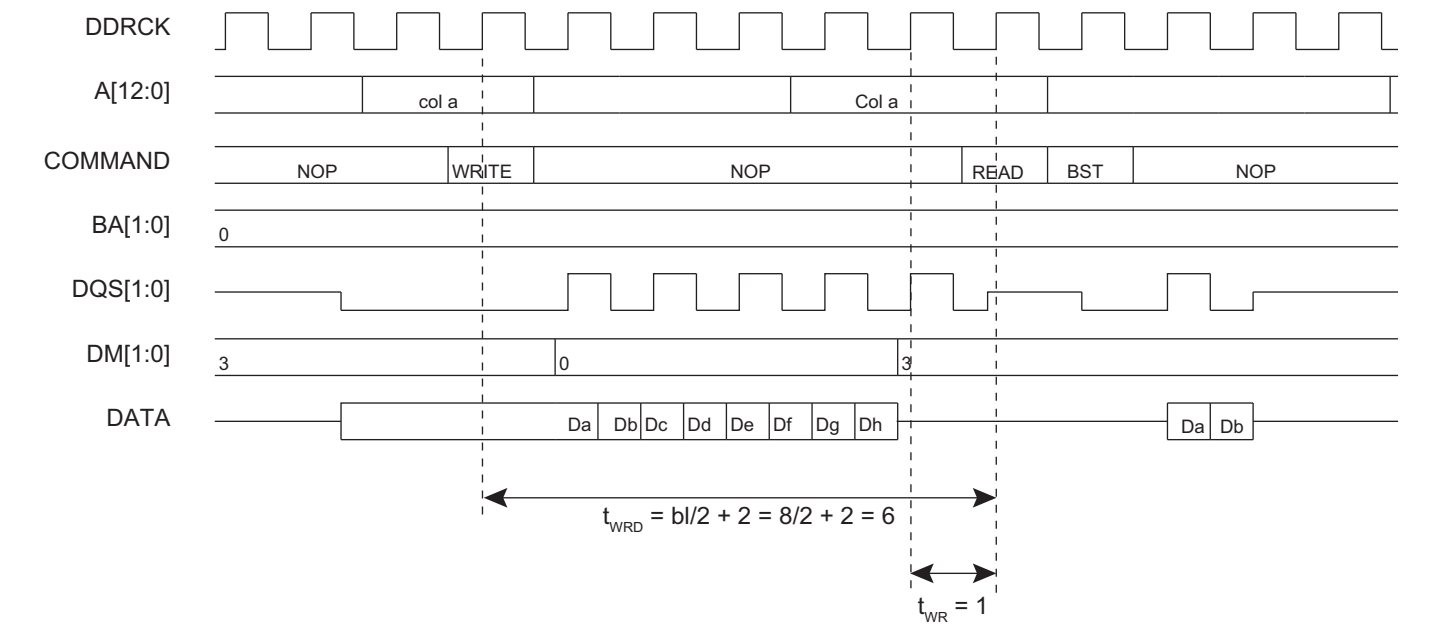 DDRCK
A[12:0] col a Col a
COMMAND NOP WRITE NOP READ BST NOP
BA[1:0] 0
DQS[1:0]
DM[1:0] 3 0 3
DATA Da Db Dc Dd De Df Dg Dh Da Db
tWRD = bl/2 + 2 = 8/2 + 2 = 6
tWR = 1